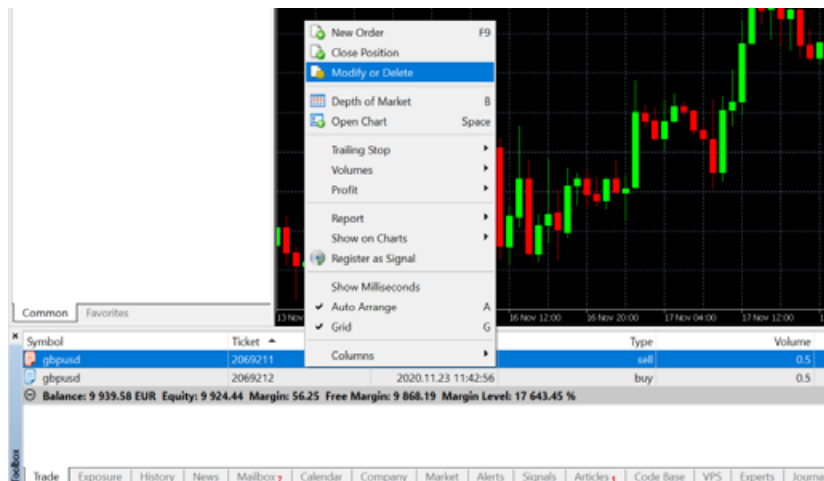 New Order F9
Close Position
Modify or Delete
Depth of Market B
Open Chart Space
Trailing Stop
Volumes
Profit
Report
Show on Charts
Register as Signal
Show Milliseconds
Auto Arrange A
Grid G
Columns
Common Favorites
13 Nov 16 Nov 12:00 16 Nov 20:00 17 Nov 04:00 17 Nov 12:00
Symbol Ticket Type Volume
gbpusd 2069211 sell 0.5
gbpusd 2069212 2020.11.23 11:42:56 buy 0.5
Balance: 9 939.58 EUR Equity: 9 924.44 Margin: 56.25 Free Margin: 9 868.19 Margin Level: 17 643.45 %
Toolbox
Trade Exposure History News Mailbox 7 Calendar Company Market Alerts Signals Articles 1 Code Base VPS Experts Journa